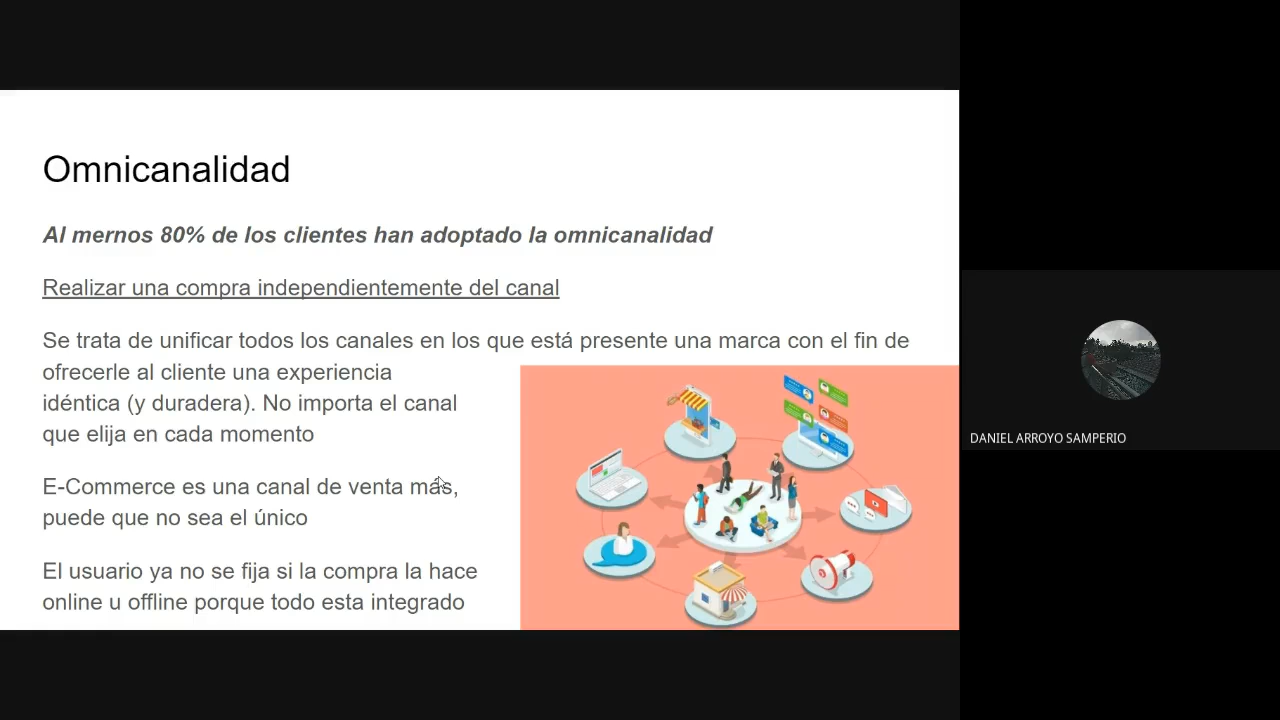 Omnicanalidad
Al mernos 80% de los clientes han adoptado la omnicanalidad
Realizar una compra independientemente del canal
Se trata de unificar todos los canales en los que está presente una marca con el fin de
ofrecerle al cliente una experiencia
idéntica (y duradera). No importa el canal
que elija en cada momento
E-Commerce es una canal de venta más,
puede que no sea el único
El usuario ya no se fija si la compra la hace
online u offline porque todo esta integrado
DANIEL ARROYO SAMPERIO